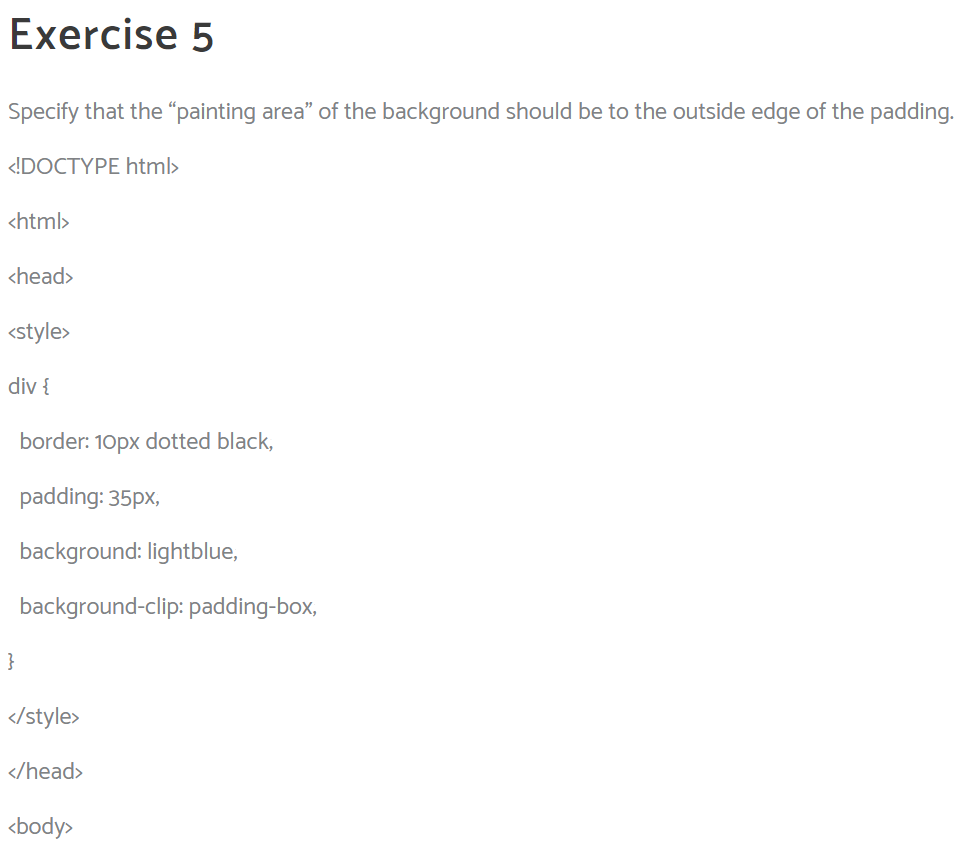 Exercise 5
Specify that the “painting area” of the background should be to the outside edge of the padding.
<!DOCTYPE html>
<html>
<head>
<style>
div {
border: 10px dotted black,
padding: 35px,
background: lightblue,
background-clip: padding-box,
}
</style>
</head>
<body>